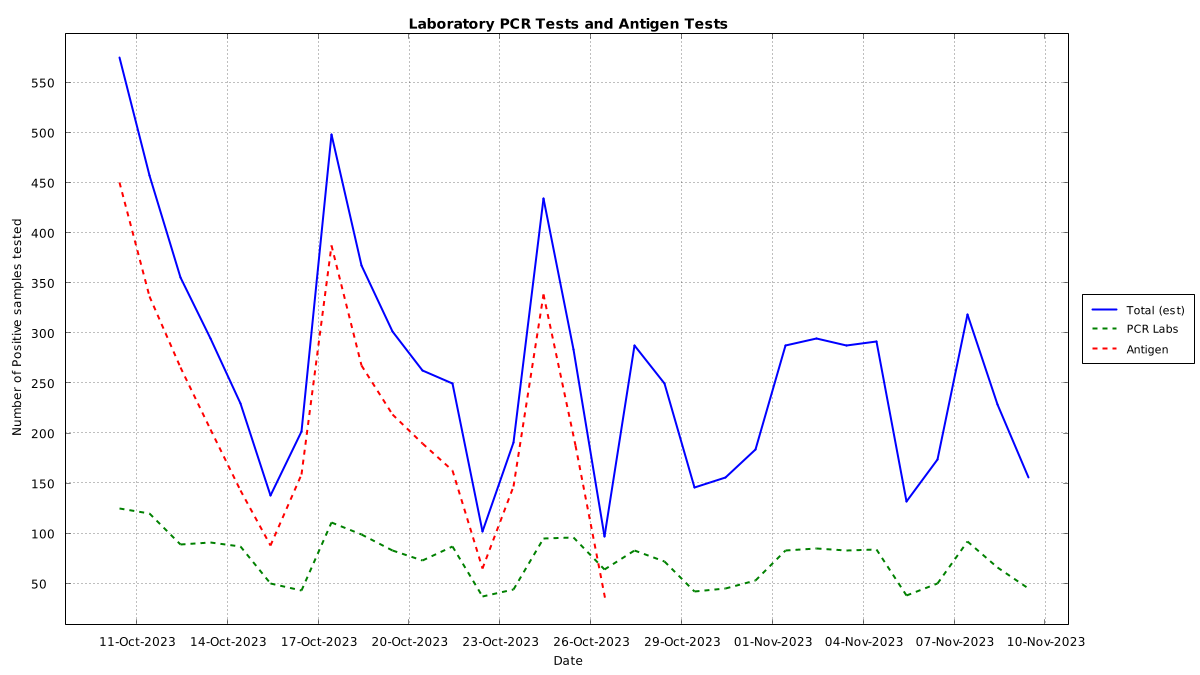 Laboratory PCR Tests and Antigen Tests
Number of Positive samples tested
550
500
450
400
350
300
250
200
150
100
50
Total (est)
PCR Labs
Antigen
11-Oct-2023 14-Oct-2023 17-Oct-2023 20-Oct-2023 23-Oct-2023 26-Oct-2023 29-Oct-2023 01-Nov-2023 04-Nov-2023 07-Nov-2023 10-Nov-2023
Date